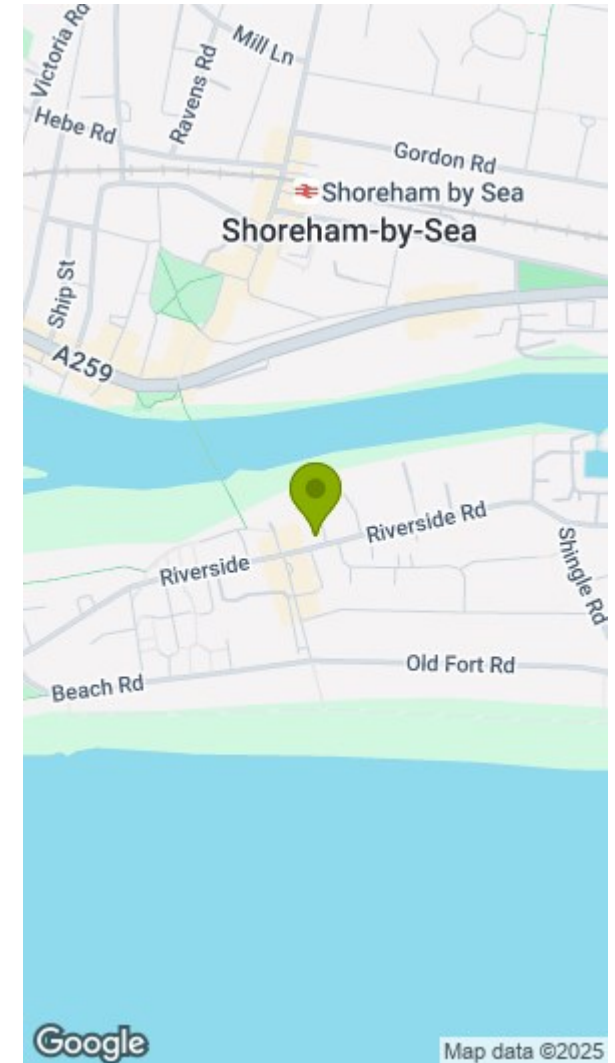 Victoria Rd
Mill Ln
Ravens Rd
Hebe Rd
Gordon Rd
Shoreham by Sea
Shoreham-by-Sea
Ship St
A259
Riverside Rd
Riverside
Shingle Rd
Old Fort Rd
Beach Rd
Google
Map data ©2025